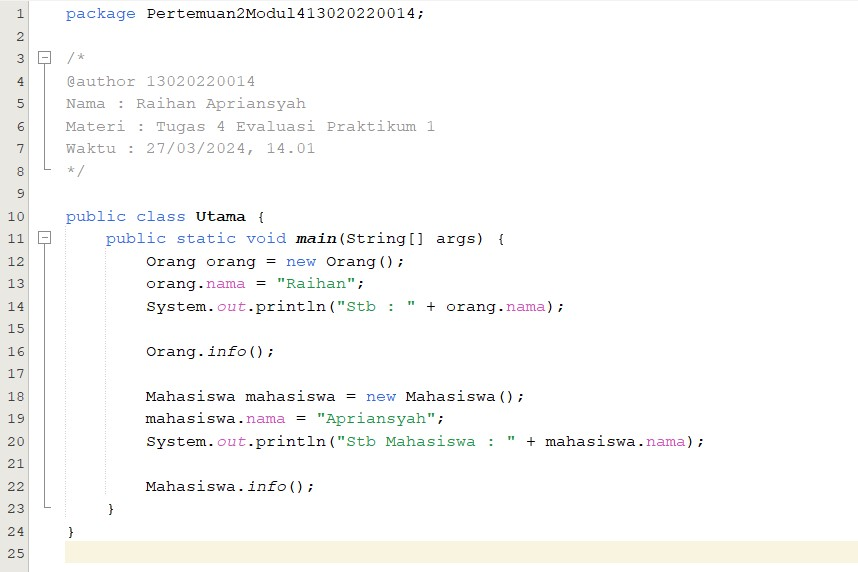 1 package Pertemuan2Modul413020220014;
2
3 /*
4 @author 13020220014
5 Nama : Raihan Apriansyah
6 Materi : Tugas 4 Evaluasi Praktikum 1
7 Waktu : 27/03/2024, 14.01
8 */
9
10 public class Utama {
11     public static void main(String[] args) {
12         Orang orang = new Orang();
13         orang.nama = "Raihan";
14         System.out.println("Stb : " + orang.nama);
15
16         Orang.info();
17
18         Mahasiswa mahasiswa = new Mahasiswa();
19         mahasiswa.nama = "Apriansyah";
20         System.out.println("Stb Mahasiswa : " + mahasiswa.nama);
21
22         Mahasiswa.info();
23     }
24 }
25